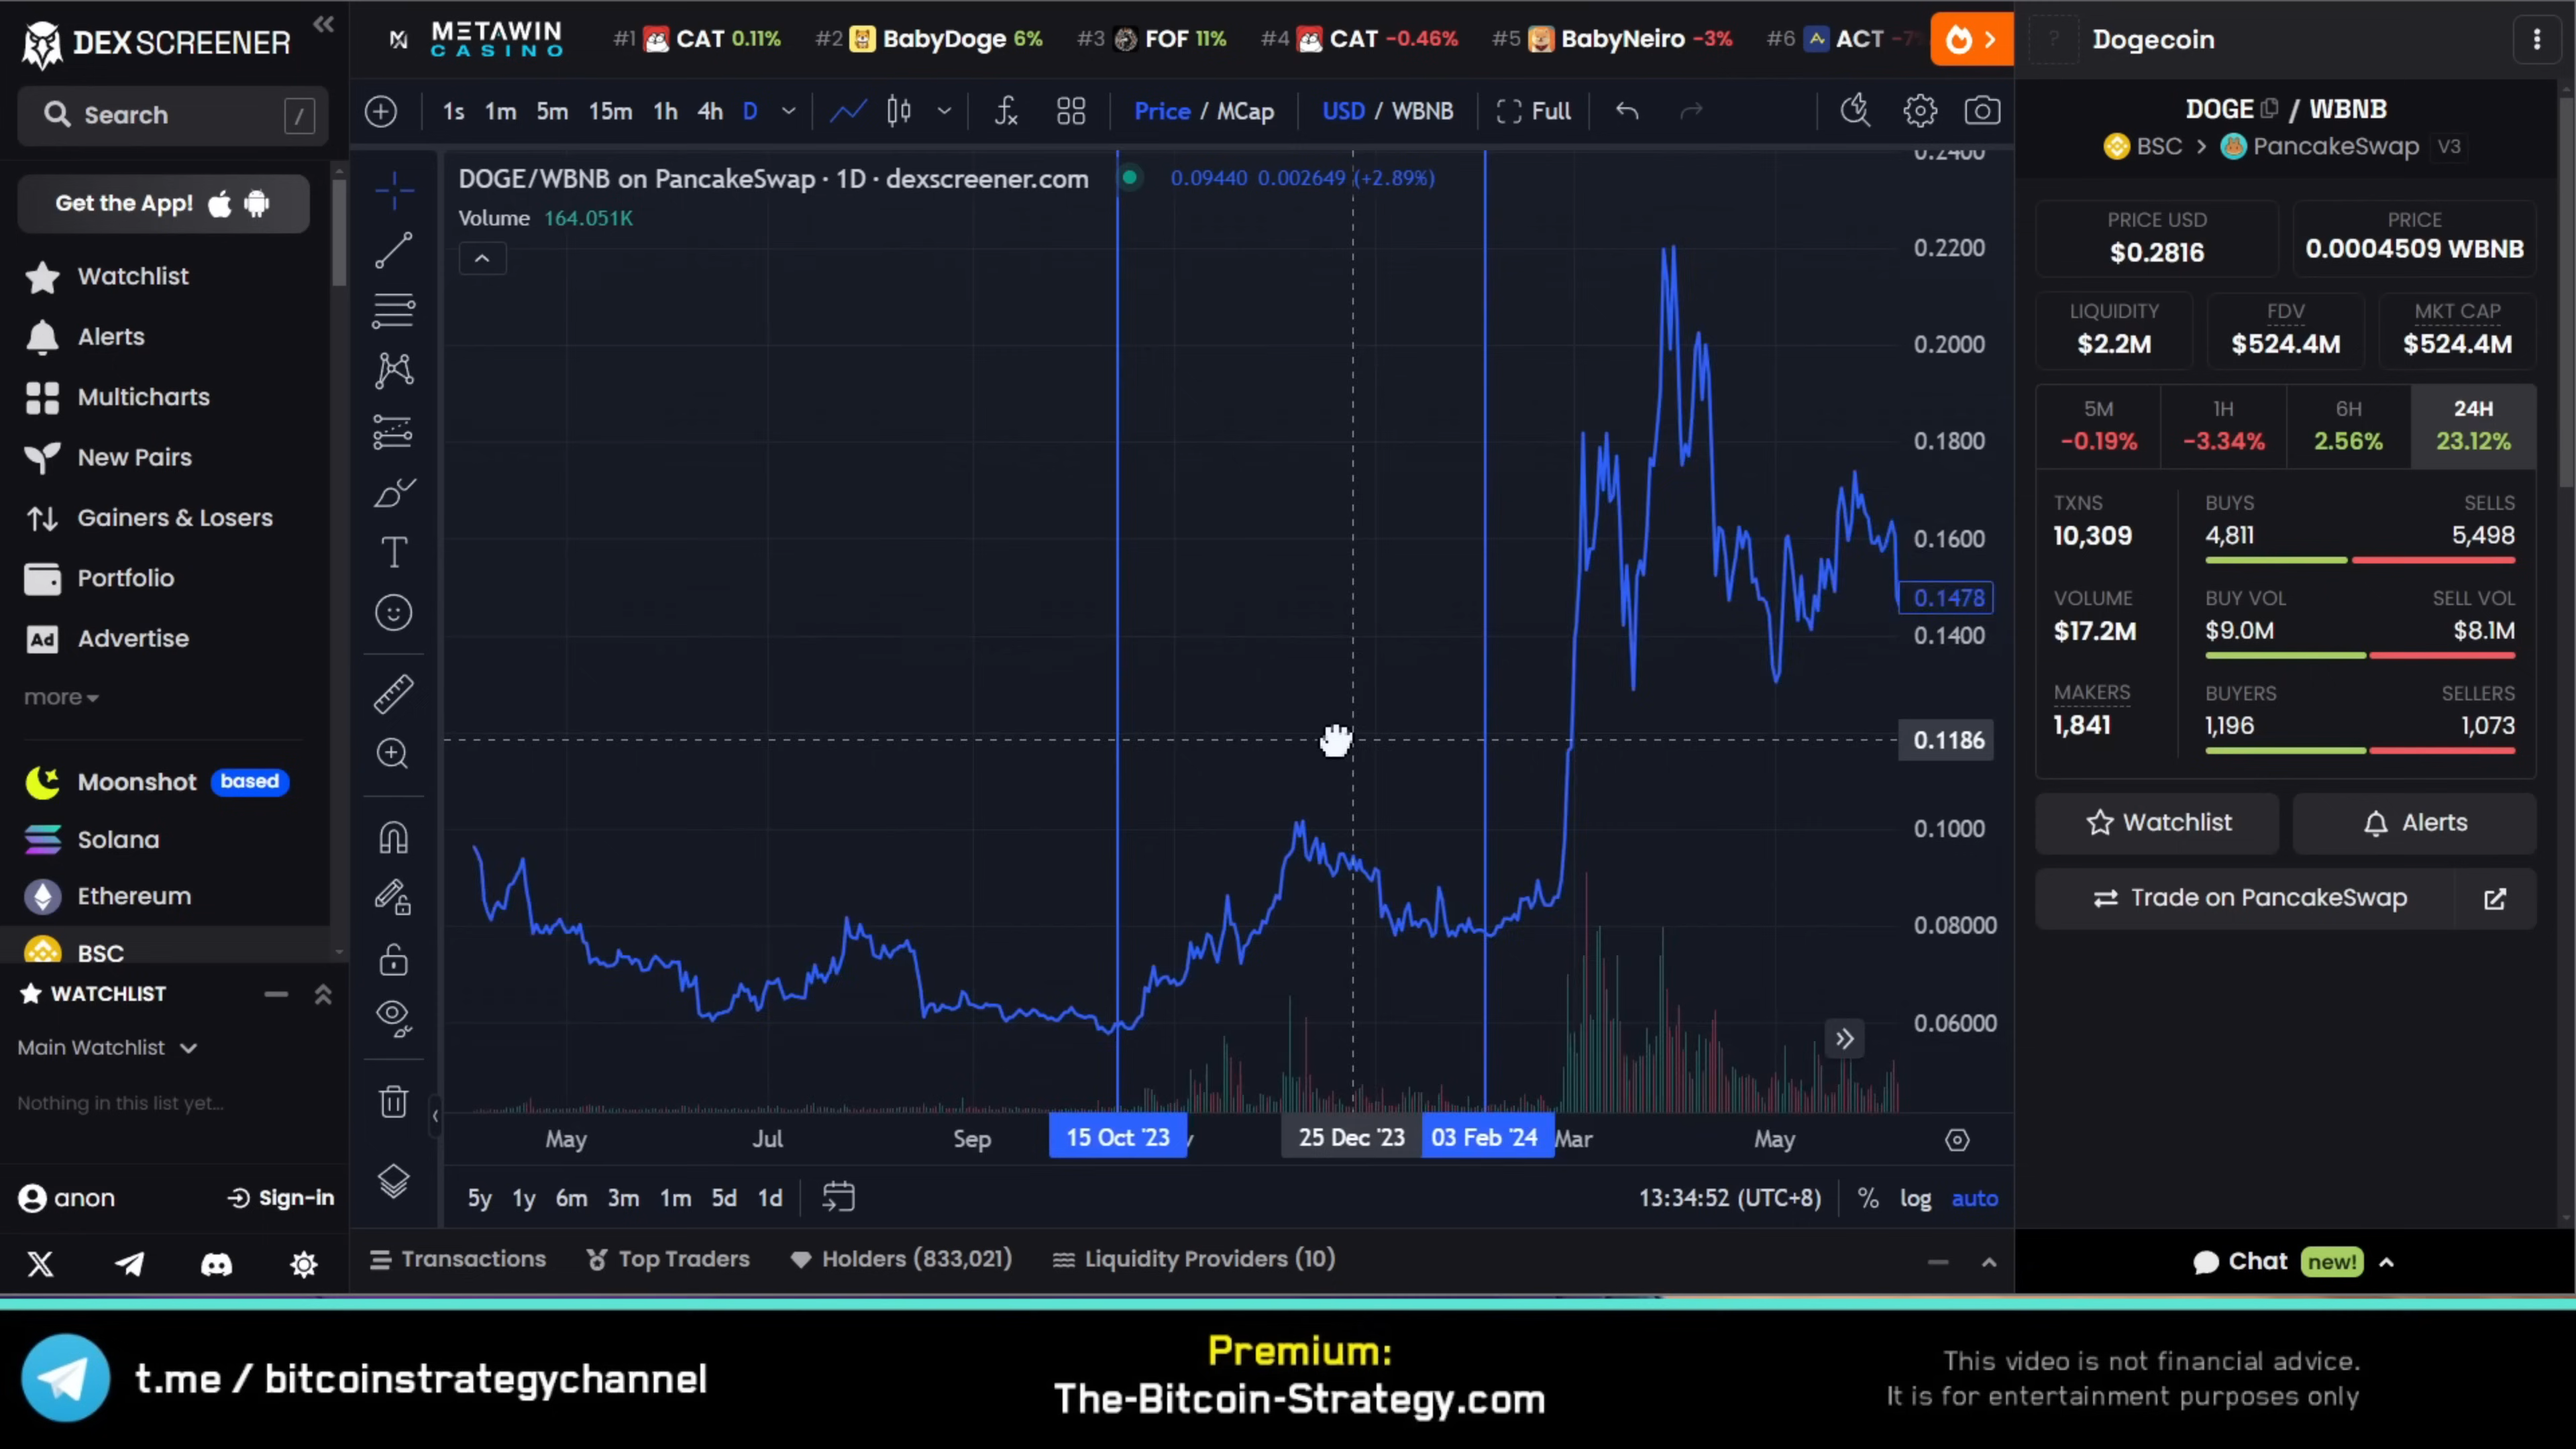 DEX SCREENER
Search /
Get the App!
Watchlist
Alerts
Multicharts
New Pairs
Gainers & Losers
Portfolio
Ad Advertise
more
Moonshot based
Solana
Ethereum
BSC
WATCHLIST
Main Watchlist
Nothing in this list yet...
anon Sign-in
METAWIN
CASINO
#1 CAT 0.11% #2 BabyDoge 6% #3 FOF 11% #4 CAT -0.46% #5 BabyNeiro -3% #6 ACT
1s 1m 5m 15m 1h 4h D Price / MCap USD / WBNB Full
DOGE/WBNB on PancakeSwap · 1D · dexscreener.com 0.09440 0.002649 (+2.89%)
Volume 164.051K
0.2400
0.2200
0.2000
0.1800
0.1600
0.1478
0.1400
0.1186
0.1000
0.08000
0.06000
May Jul Sep 15 Oct '23 25 Dec '23 03 Feb '24 Mar May
5y 1y 6m 3m 1m 5d 1d 13:34:52 (UTC+8) % log auto
Transactions Top Traders Holders (833,021) Liquidity Providers (10)
? Dogecoin
DOGE / WBNB
BSC > PancakeSwap V3
PRICE USD PRICE
$0.2816 0.0004509 WBNB
LIQUIDITY FDV MKT CAP
$2.2M $524.4M $524.4M
5M 1H 6H 24H
-0.19% -3.34% 2.56% 23.12%
TXNS BUYS SELLS
10,309 4,811 5,498
VOLUME BUY VOL SELL VOL
$17.2M $9.0M $8.1M
MAKERS BUYERS SELLERS
1,841 1,196 1,073
Watchlist Alerts
Trade on PancakeSwap
Chat new!
t.me / bitcoinstrategychannel
Premium:
The-Bitcoin-Strategy.com
This video is not financial advice.
It is for entertainment purposes only